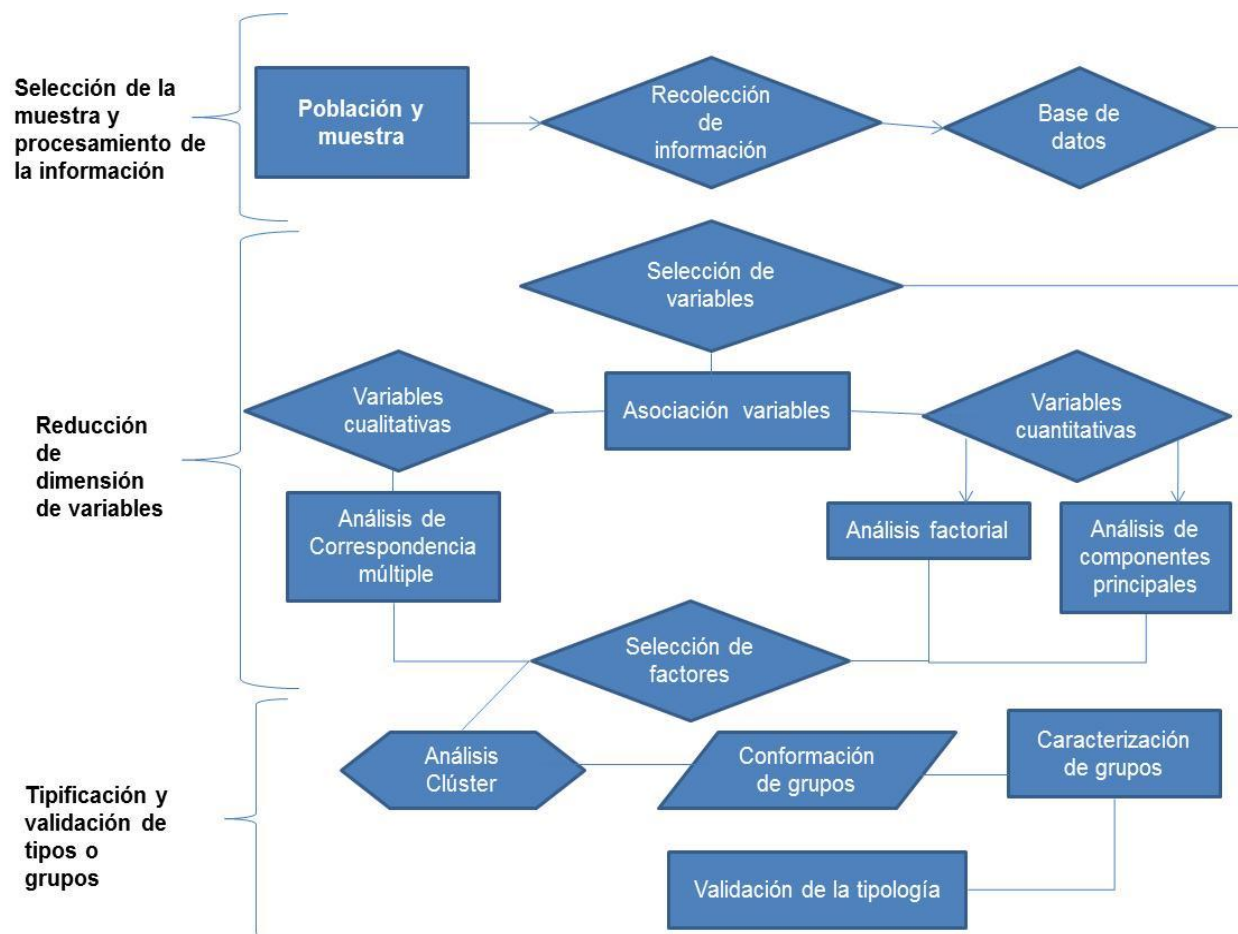 Selección de la
muestra y
procesamiento de
la información
Población y
muestra
Recolección
de
información
Base de
datos
Reducción
de
dimensión
de variables
Selección de
variables
Variables
cualitativas
Asociación variables
Variables
cuantitativas
Análisis de
Correspondencia
múltiple
Análisis factorial
Análisis de
componentes
principales
Selección de
factores
Tipificación y
validación de
tipos o
grupos
Análisis
Clúster
Conformación
de grupos
Caracterización
de grupos
Validación de la tipología